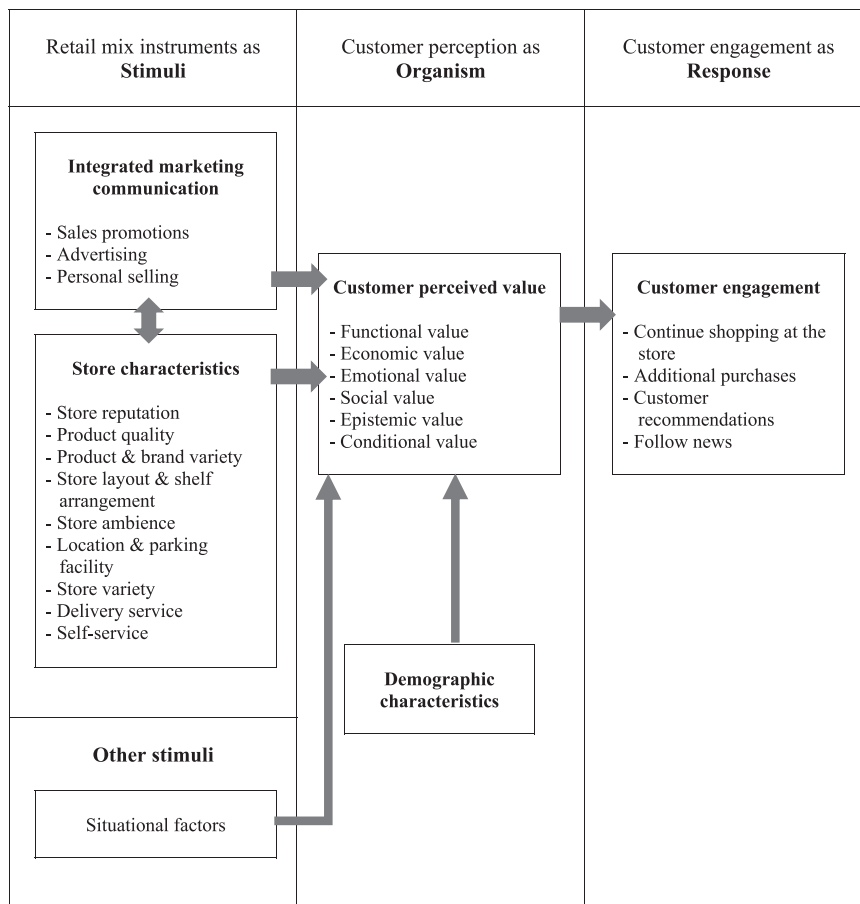 Retail mix instruments as
Stimuli
Customer perception as
Organism
Customer engagement as
Response
Integrated marketing
communication
- Sales promotions
- Advertising
- Personal selling
Store characteristics
- Store reputation
- Product quality
- Product & brand variety
- Store layout & shelf
arrangement
- Store ambience
- Location & parking
facility
- Store variety
- Delivery service
- Self-service
Other stimuli
Situational factors
Customer perceived value
- Functional value
- Economic value
- Emotional value
- Social value
- Epistemic value
- Conditional value
Demographic
characteristics
Customer engagement
- Continue shopping at the
store
- Additional purchases
- Customer
recommendations
- Follow news